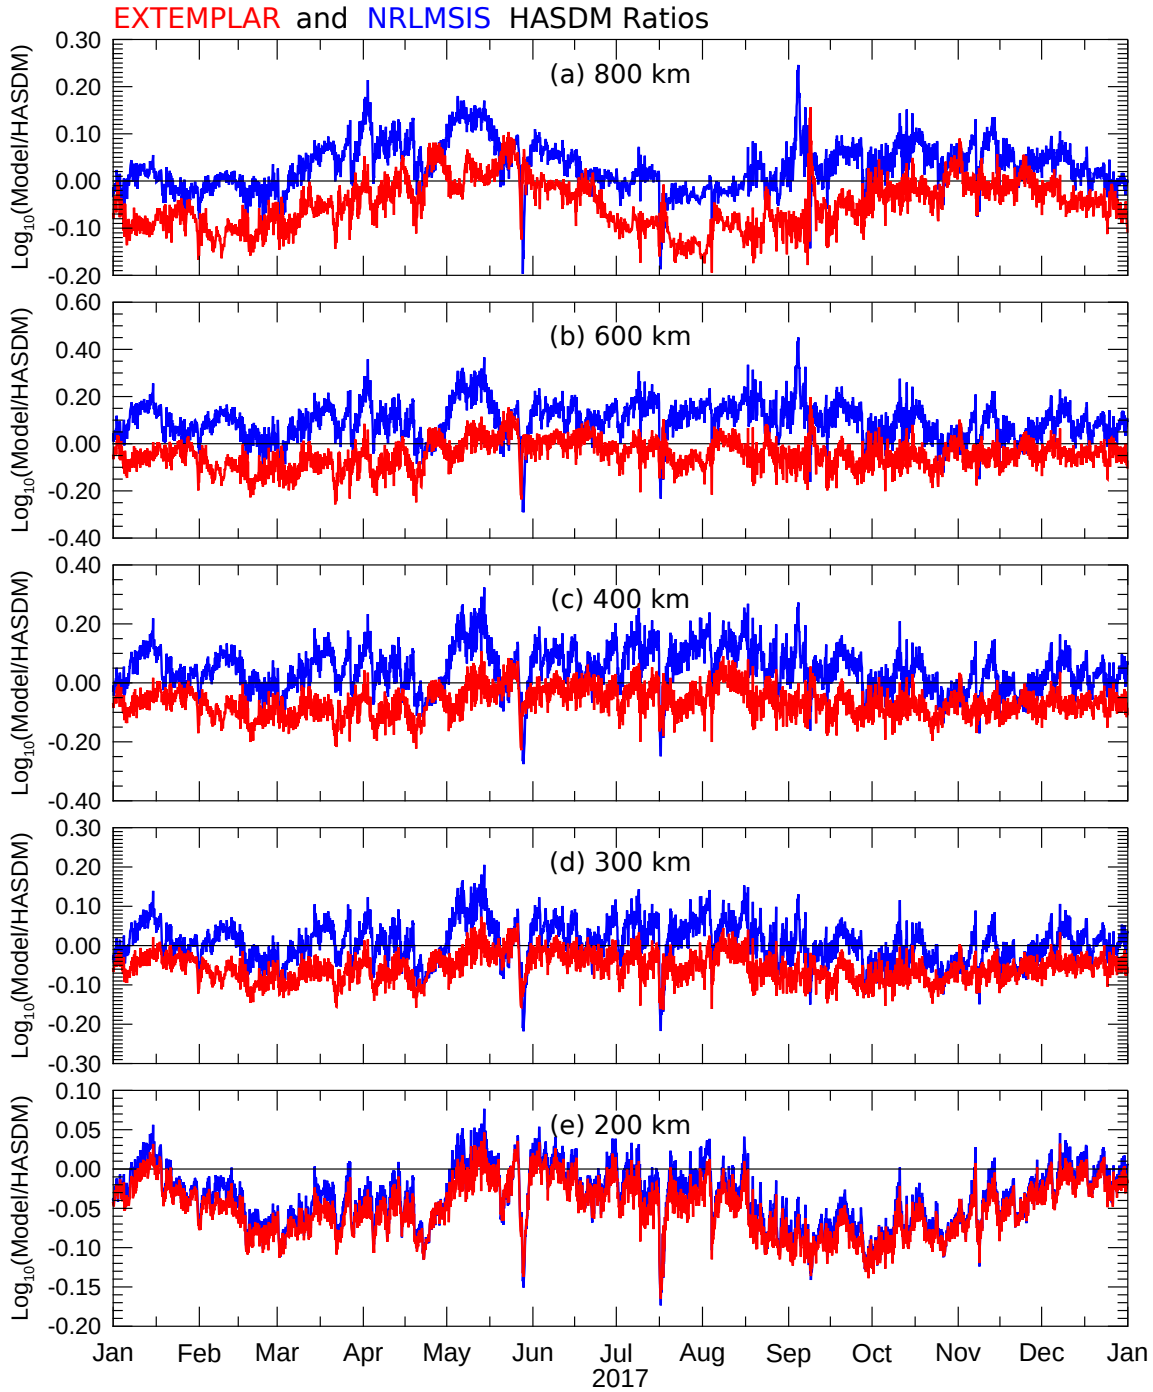 EXTEMPLAR and NRLMSIS HASDM Ratios
(a) 800 km
Log₁₀(Model/HASDM)
0.30
0.20
0.10
0.00
-0.10
-0.20
(b) 600 km
Log₁₀(Model/HASDM)
0.60
0.40
0.20
0.00
-0.20
-0.40
(c) 400 km
Log₁₀(Model/HASDM)
0.40
0.20
0.00
-0.20
-0.40
(d) 300 km
Log₁₀(Model/HASDM)
0.30
0.20
0.10
0.00
-0.10
-0.20
-0.30
(e) 200 km
Log₁₀(Model/HASDM)
0.10
0.05
0.00
-0.05
-0.10
-0.15
-0.20
Jan Feb Mar Apr May Jun Jul Aug Sep Oct Nov Dec Jan
2017